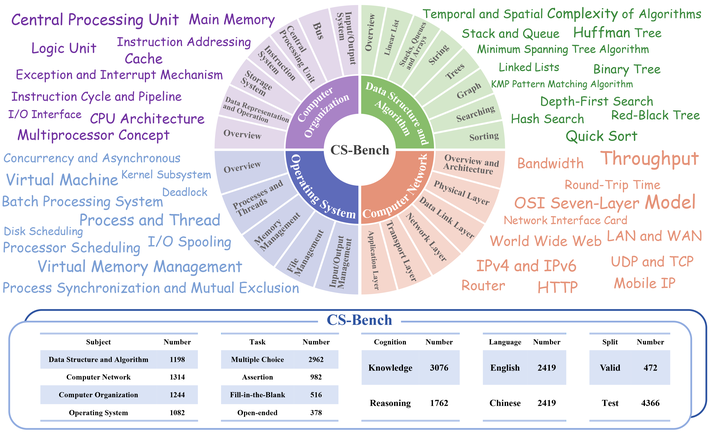 Central Processing Unit
Main Memory
Logic Unit
Instruction Addressing
Cache
Exception and Interrupt Mechanism
Instruction Cycle and Pipeline
I/O Interface
CPU Architecture
Multiprocessor Concept
Concurrency and Asynchronous
Virtual Machine
Kernel Subsystem
Deadlock
Batch Processing System
Process and Thread
Disk Scheduling
Processor Scheduling
I/O Spooling
Virtual Memory Management
Process Synchronization and Mutual Exclusion
CS-Bench
Computer Organization
Overview
Data Representation and Operation
Storage System
Instruction System
Central Processing Unit
Bus
Input/Output System
Data Structure and Algorithm
Overview
Linear List
Stacks, Queues and Arrays
String
Trees
Graph
Searching
Sorting
Computer Network
Overview and Architecture
Physical Layer
Data Link Layer
Network Layer
Transport Layer
Application Layer
Operating System
Overview
Processes and Threads
Memory Management
File Management
Input/Output Management
Temporal and Spatial Complexity of Algorithms
Stack and Queue
Huffman Tree
Minimum Spanning Tree Algorithm
Linked Lists
Binary Tree
KMP Pattern Matching Algorithm
Depth-First Search
Hash Search
Red-Black Tree
Quick Sort
Bandwidth
Throughput
Round-Trip Time
OSI Seven-Layer Model
Network Interface Card
World Wide Web
LAN and WAN
IPv4 and IPv6
UDP and TCP
Router
HTTP
Mobile IP
CS-Bench
Subject Number
Data Structure and Algorithm 1198
Computer Network 1314
Computer Organization 1244
Operating System 1082
Task Number
Multiple Choice 2962
Assertion 982
Fill-in-the-Blank 516
Open-ended 378
Cognition Number
Knowledge 3076
Reasoning 1762
Language Number
English 2419
Chinese 2419
Split Number
Valid 472
Test 4366